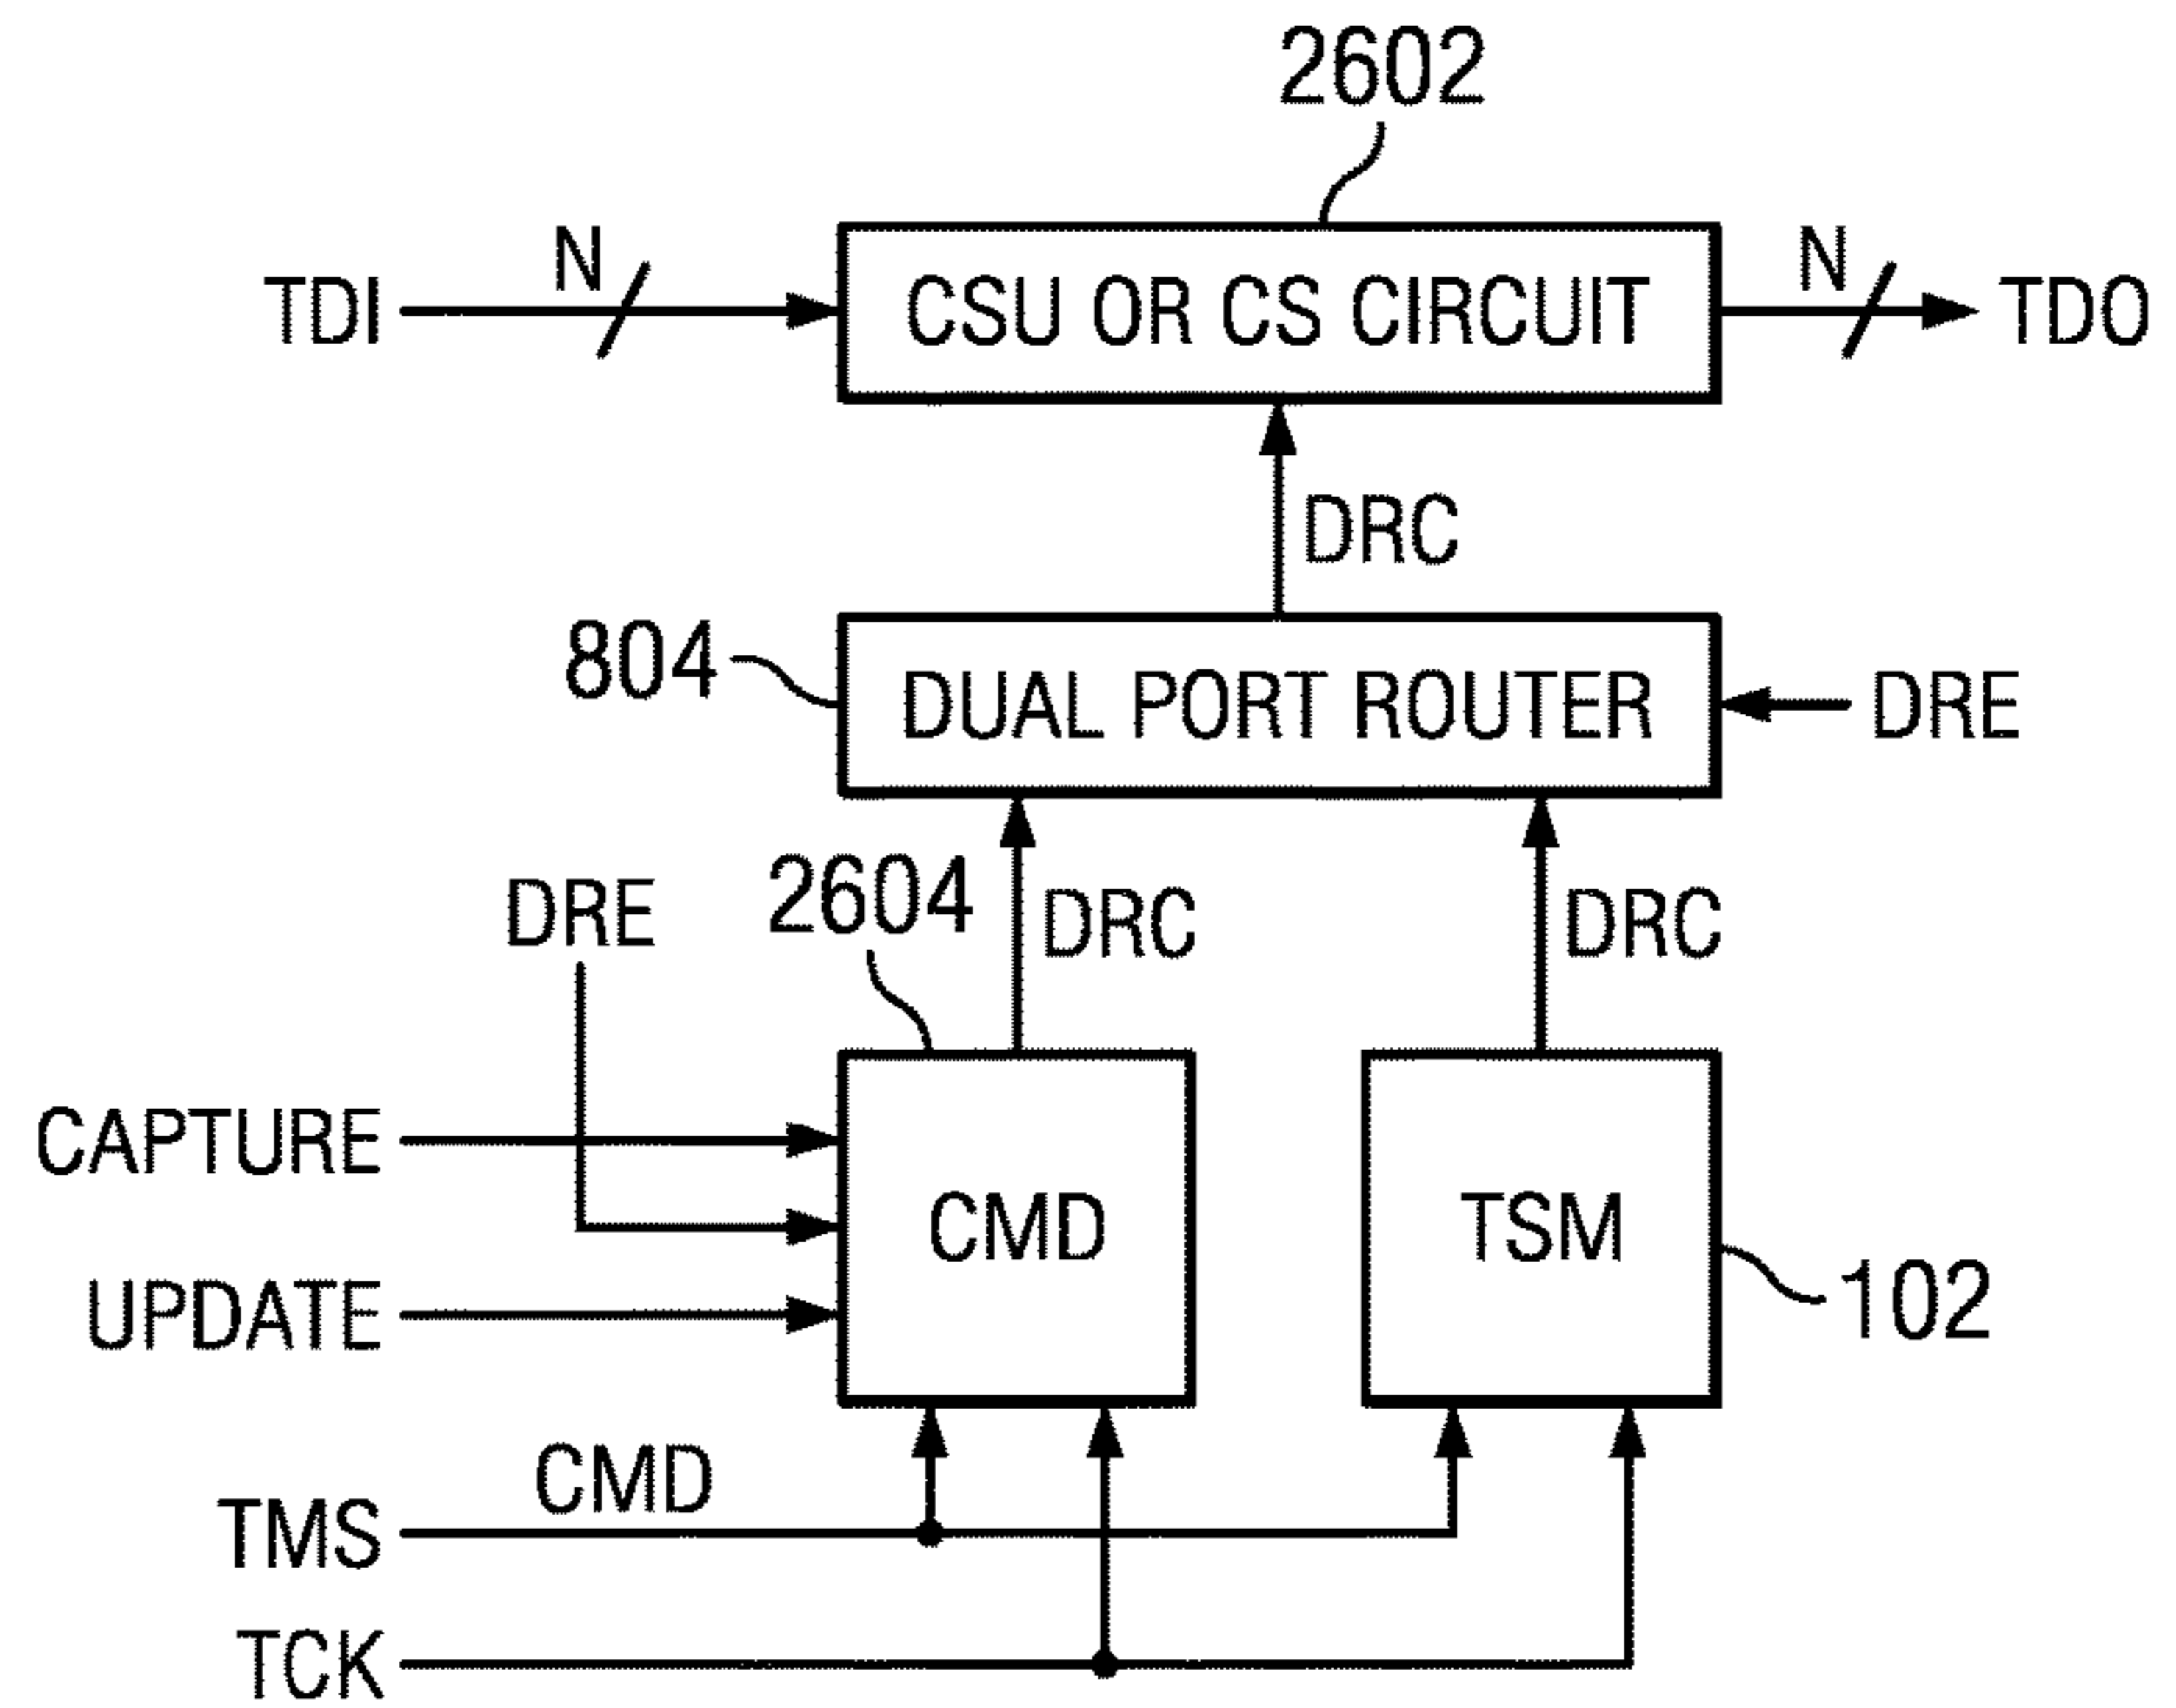 2602
N N
TDI CSU OR CS CIRCUIT TDO
DRC
804 DUAL PORT ROUTER DRE
DRE 2604 DRC DRC
CAPTURE
CMD TSM
UPDATE 102
CMD
TMS
TCK